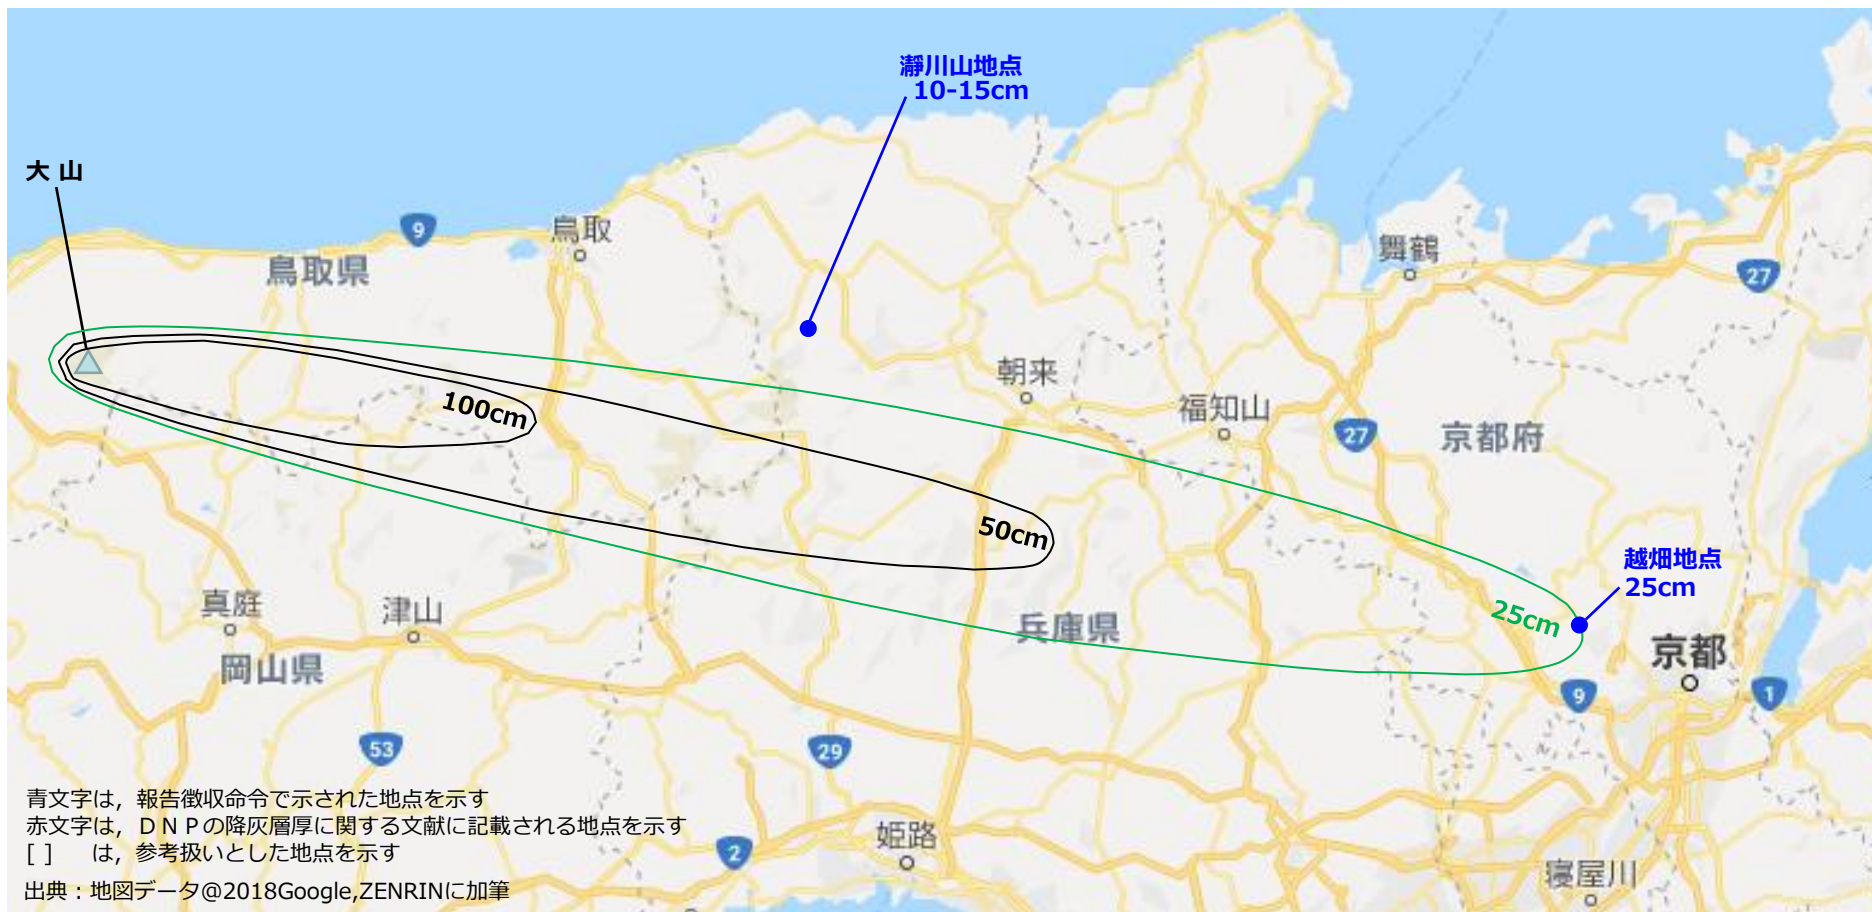 瀞川山地点
10-15cm
大 山
9
鳥取
鳥取県
舞鶴
27
朝来
100cm
福知山
27
京都府
50cm
越畑地点
25cm
25cm
真庭
津山
兵庫県
京都
岡山県
9
1
53
29
青文字は，報告徴収命令で示された地点を示す
赤文字は，ＤＮＰの降灰層厚に関する文献に記載される地点を示す
[ ]　は，参考扱いとした地点を示す
2
姫路
寝屋川
出典：地図データ@2018Google,ZENRINに加筆